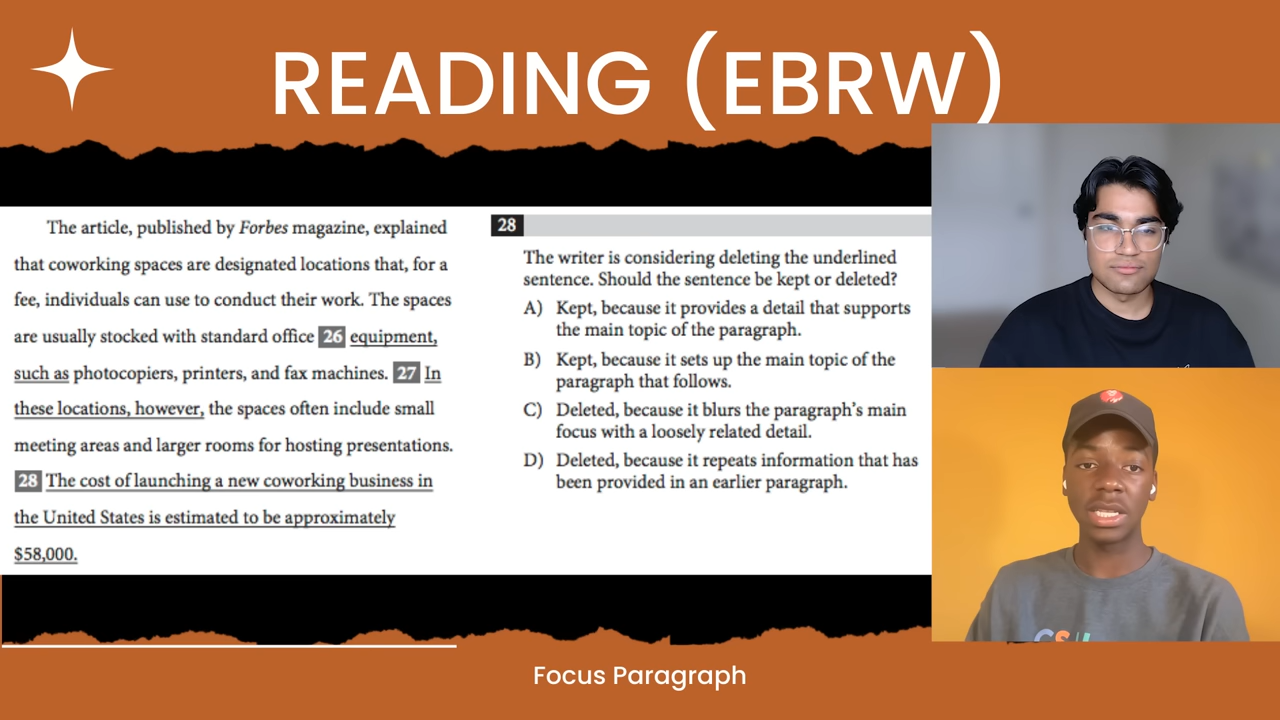 READING (EBRW)
The article, published by Forbes magazine, explained
that coworking spaces are designated locations that, for a
fee, individuals can use to conduct their work. The spaces
are usually stocked with standard office 26 equipment,
such as photocopiers, printers, and fax machines. 27 In
these locations, however, the spaces often include small
meeting areas and larger rooms for hosting presentations.
28 The cost of launching a new coworking business in
the United States is estimated to be approximately
$58,000.
28
The writer is considering deleting the underlined
sentence. Should the sentence be kept or deleted?
A) Kept, because it provides a detail that supports
the main topic of the paragraph.
B) Kept, because it sets up the main topic of the
paragraph that follows.
C) Deleted, because it blurs the paragraph's main
focus with a loosely related detail.
D) Deleted, because it repeats information that has
been provided in an earlier paragraph.
Focus Paragraph